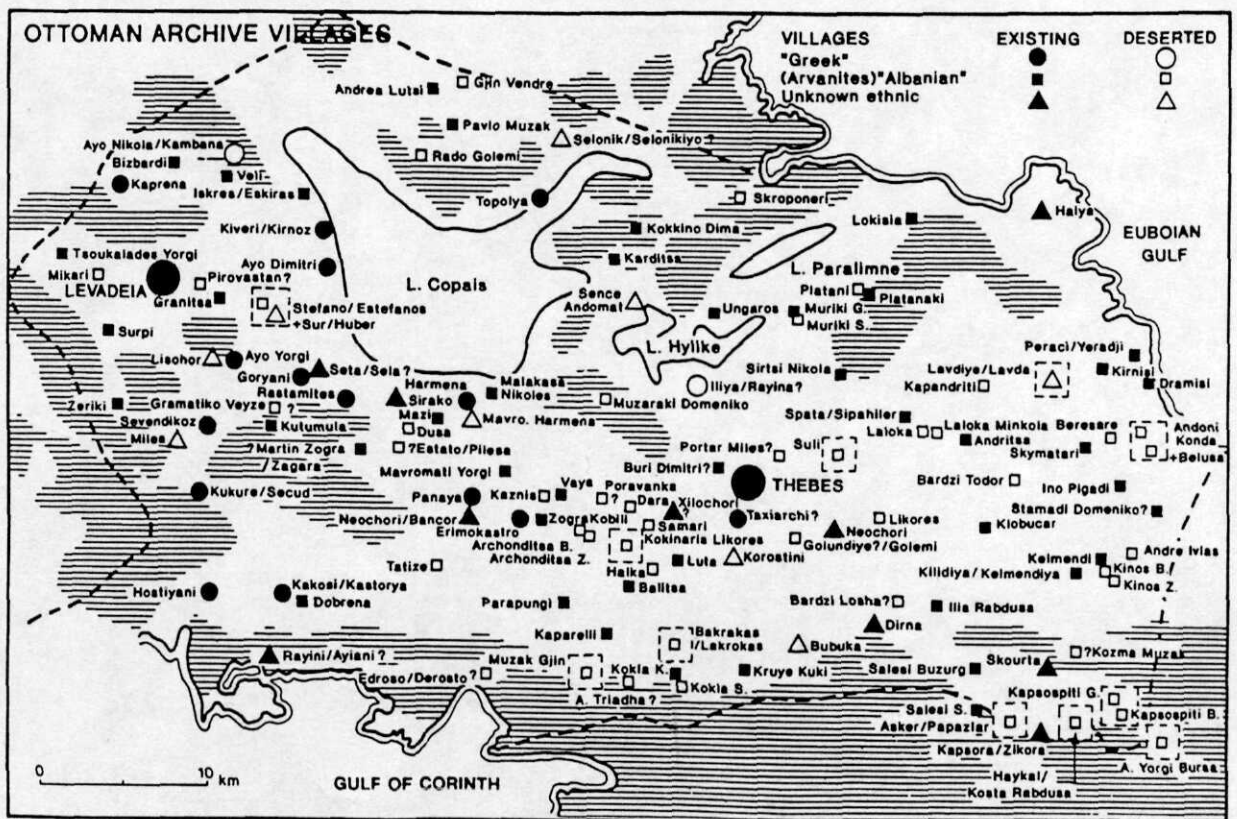 OTTOMAN ARCHIVE VILLAGES
VILLAGES EXISTING DESERTED
"Greek"
(Arvanites)"Albanian"
Unknown ethnic
Andrea Lutsi
Gjin Vendre
Pavlo Muzak
Selonik/Selonikiyo ?
Rado Golemi
Ayo Nikola/Kambana
Bizbardi
Veli
Kaprena
Iskres/Eskiras
Topolya
Skroponeri
Haiya
Lokisia
Kiveri/Kirnoz
Kokkino Dima
EUBOIAN
GULF
Tsoukalades Yorgi
Ayo Dimitri
Karditsa
L. Paralimne
Mikari
Pirovastan?
LEVADEIA
Granitsa
L. Copais
Platani
Platanaki
Stefano/Estefanos
+Sur/Huber
Sence
Andomal
Ungaros
Muriki G.
Muriki S.
Surpi
L. Hylike
Peraci/Yeradji
Lisohor
Ayo Yorgi
Seta/Sela?
Goryani
Sirtsi Nikola
Lavdiye/Lavda
Kirnisi
Kapandriti
Dramisi
Rastamites
Harmena
Sirako
Malakasa
Nikoles
Iliiya/Rayina?
Zeriki
Gramatiko Veyze
?
Mazi
Mavro. Harmena
Muzaraki Domeniko
Spata/Sipahiler
Sevendikoz
Kutumula
Dusa
Laloka
Laloka Minkola
Beresare
Andoni
Konda
+Belusa
Milea
?Martin Zogra
/Zagara
?Estato/Pilesa
Portar Miles?
Suli
Andritsa
Skymatari
Mavromati Yorgi
Buri Dimitri?
Bardzi Todor
Kukure/Secud
Panaya
Kaznis
Vaya
Poravanka
?
Dara
Xilochori
?
THEBES
Ino Pigadi
Neochori/Bancor
Erimokastro
Zogra
Kobili
Samari
Taxiarchi?
Likores
Stamadi Domeniko?
Archonditsa B.
Archonditsa Z.
Kokinaria Likores
Neochori
Klobucar
Goiundiye?/Golemi
Tatize
Halka
Luta
Korostini
Kelmendi
Andre Ivlas
Kinos B.
Kilidiya/Kelmendiya
Kinos Z.
Hostiyani
Kakosi/Kastorya
Dobrena
Balitsa
Parapungi
Bardzi Losha?
Ilia Rabdusa
Kaparelli
Bakrakas
I/Lakrokas
Bubuka
Dirna
Rayini/Ayiani?
Muzak Gjin
Kokla K.
Kruye Kuki
Salesi Buzurg
Skourta
?Kozma Muzak
Edroso/Derosto?
A. Triadha?
Kokla S.
Kapsospiti G.
Salesi S.
Asker/Papazlar
Kapsospiti B.
Kapsora/Zikora
0 10
km
GULF OF CORINTH
Haykal/
Kosta Rabdusa
A. Yorgi Buraa